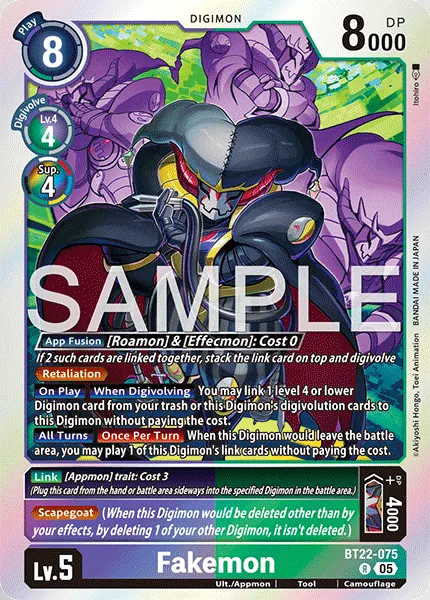 DIGIMON
Play
8
DP
8000
Digivolve
Lv.4
4
Sup.
4
Itohiro
SAMPLE
App Fusion [Roamon] & [Effecmon]: Cost 0
If 2 such cards are linked together, stack the link card on top and digivolve
Retaliation
On Play When Digivolving You may link 1 level 4 or lower
Digimon card from your trash or this Digimon's digivolution cards to
this Digimon without paying the cost.
All Turns Once Per Turn When this Digimon would leave the battle
area, you may play 1 of this Digimon's link cards without paying the cost.
©Akiyoshi Hongo, Toei Animation BANDAI MADE IN JAPAN
Link [Appmon] trait: Cost 3
(Plug this card from the hand or battle area sideways into the specified Digimon in the battle area.)
Scapegoat (When this Digimon would be deleted other than by
your effects, by deleting 1 of your other Digimon, it isn't deleted.)
DP
+4000
Lv.5
Fakemon
BT22-075
R 05
Ult./Appmon Tool Camouflage